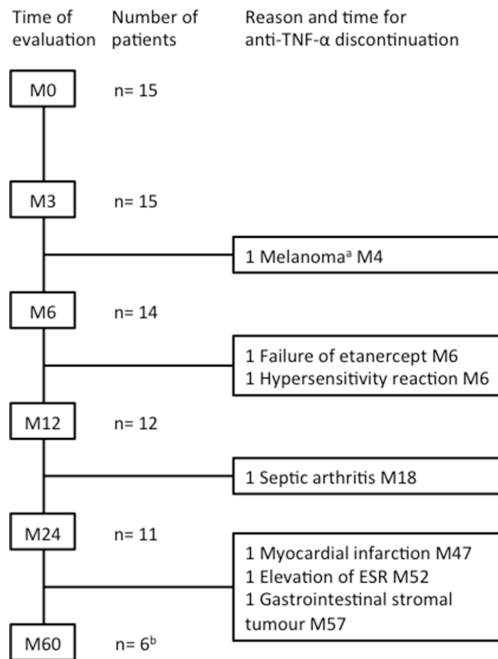 Time of evaluation
Number of patients
Reason and time for anti-TNF-α discontinuation
M0 n= 15
M3 n= 15
1 Melanomaᵃ M4
M6 n= 14
1 Failure of etanercept M6
1 Hypersensitivity reaction M6
M12 n= 12
1 Septic arthritis M18
M24 n= 11
1 Myocardial infarction M47
1 Elevation of ESR M52
1 Gastrointestinal stromal
tumour M57
M60 n= 6ᵇ